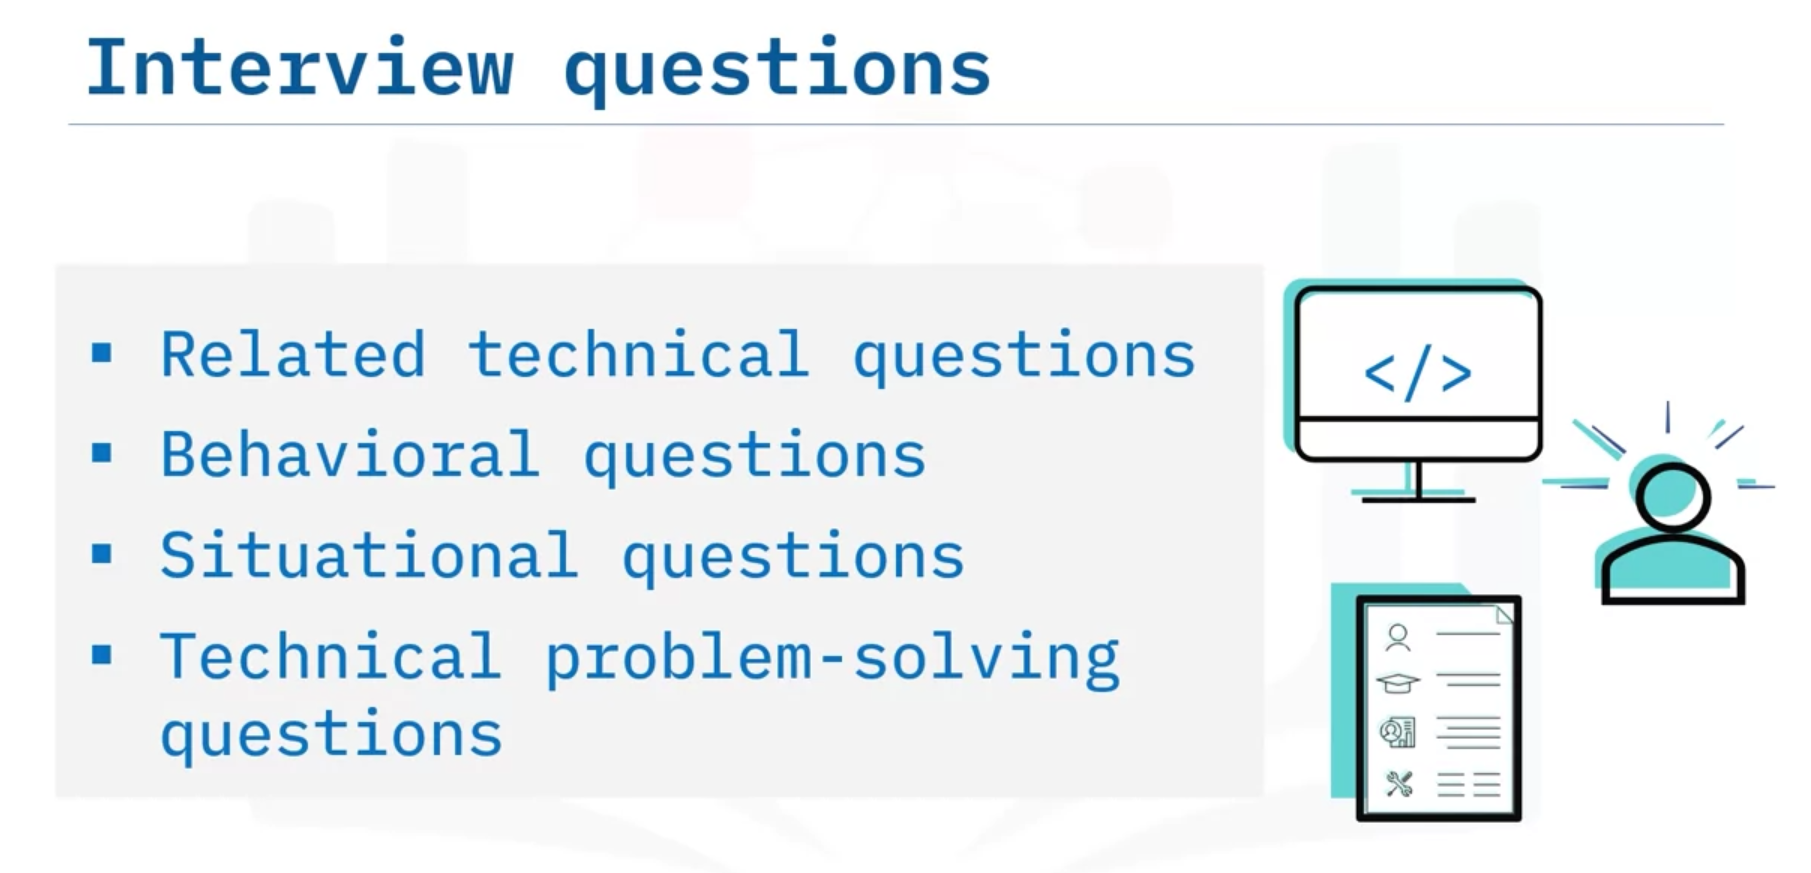 Interview questions
▪ Related technical questions
▪ Behavioral questions
▪ Situational questions
▪ Technical problem-solving
questions
</>